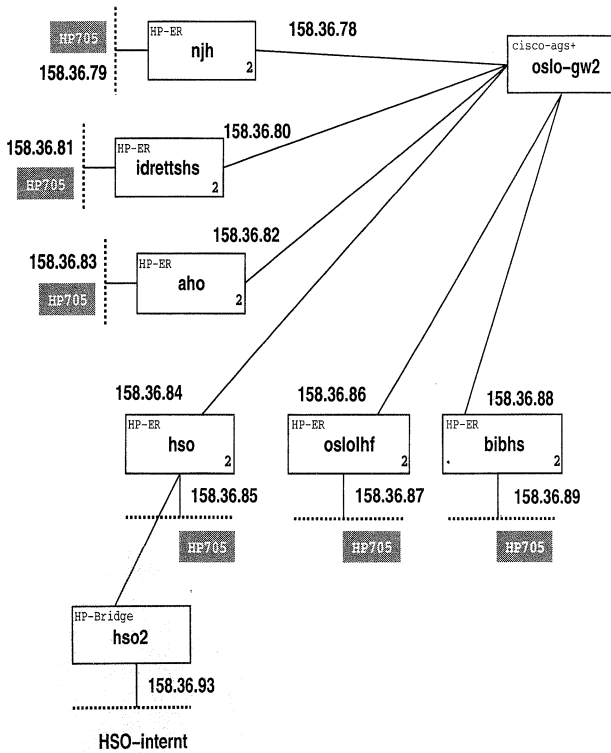 HP705
158.36.79
HP-ER
njh
2
158.36.78
cisco-ags+
oslo-gw2
158.36.81
HP705
HP-ER
idrettshs
2
158.36.80
158.36.83
HP705
HP-ER
aho
2
158.36.82
158.36.84
HP-ER
hso
2
158.36.85
HP705
158.36.86
HP-ER
oslolhf
2
158.36.87
HP705
158.36.88
HP-ER
bibhs
2
158.36.89
HP705
HP-Bridge
hso2
158.36.93
HSO-internt